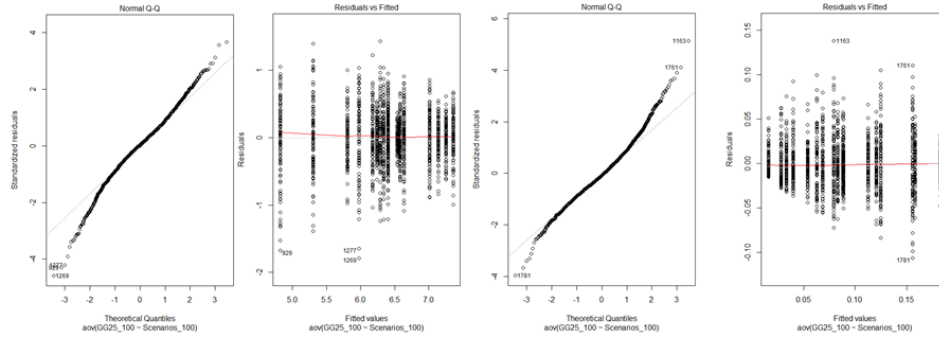 Normal Q-Q
Standardized residuals
4
2
0
-2
-4
1277
929
1269
-3 -2 -1 0 1 2 3
Theoretical Quantiles
aov(GG25_100 ~ Scenarios_100)
Residuals vs Fitted
Residuals
1
0
-1
-2
929
1277
1269
5.0 5.5 6.0 6.5 7.0
Fitted values
aov(GG25_100 ~ Scenarios_100)
Normal Q-Q
Standardized residuals
6
4
2
0
-2
-4
1163
1761
1781
-3 -2 -1 0 1 2 3
Theoretical Quantiles
aov(GG25_100 ~ Scenarios_100)
Residuals vs Fitted
Residuals
0.15
0.10
0.05
0.00
-0.05
-0.10
1163
1761
1781
0.05 0.10 0.15
Fitted values
aov(GG25_100 ~ Scenarios_100)